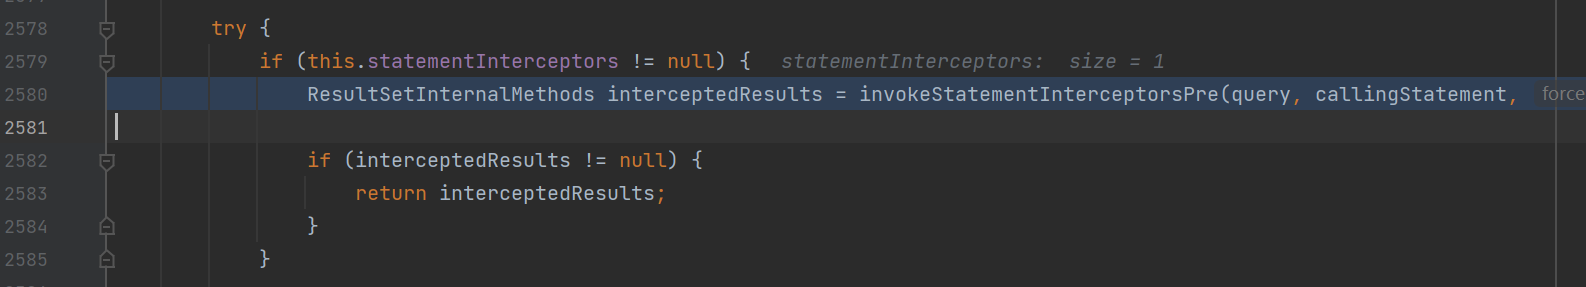 2578 try {
2579 if (this.statementInterceptors != null) { statementInterceptors: size = 1
2580 ResultSetInternalMethods interceptedResults = invokeStatementInterceptorsPre(query, callingStatement, force
2581
2582 if (interceptedResults != null) {
2583 return interceptedResults;
2584 }
2585 }